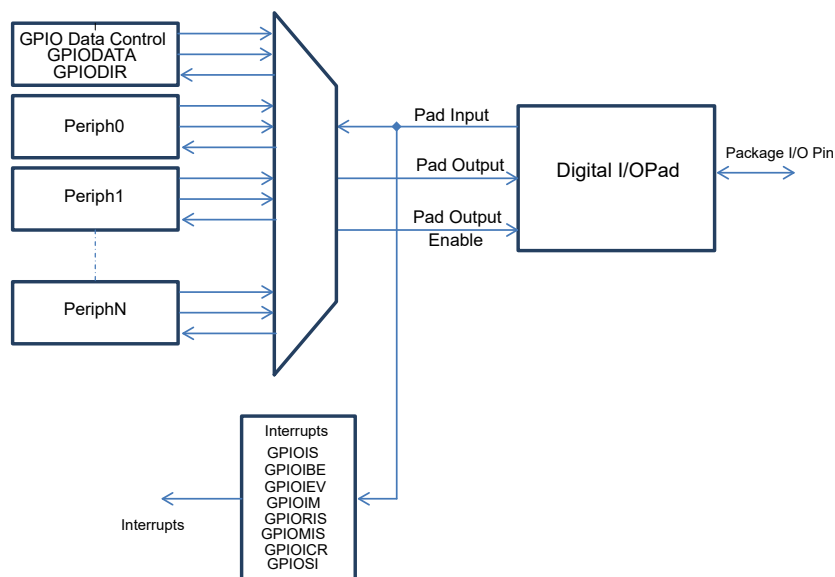 GPIO Data Control
GPIODATA
GPIODIR
Periph0
Periph1
PeriphN
Pad Input
Pad Output
Pad Output
Enable
Digital I/OPad
Package I/O Pin
Interrupts
GPIOIS
GPIOIBE
GPIOIEV
GPIOIM
GPIORIS
GPIOMIS
GPIOICR
GPIOSI
Interrupts